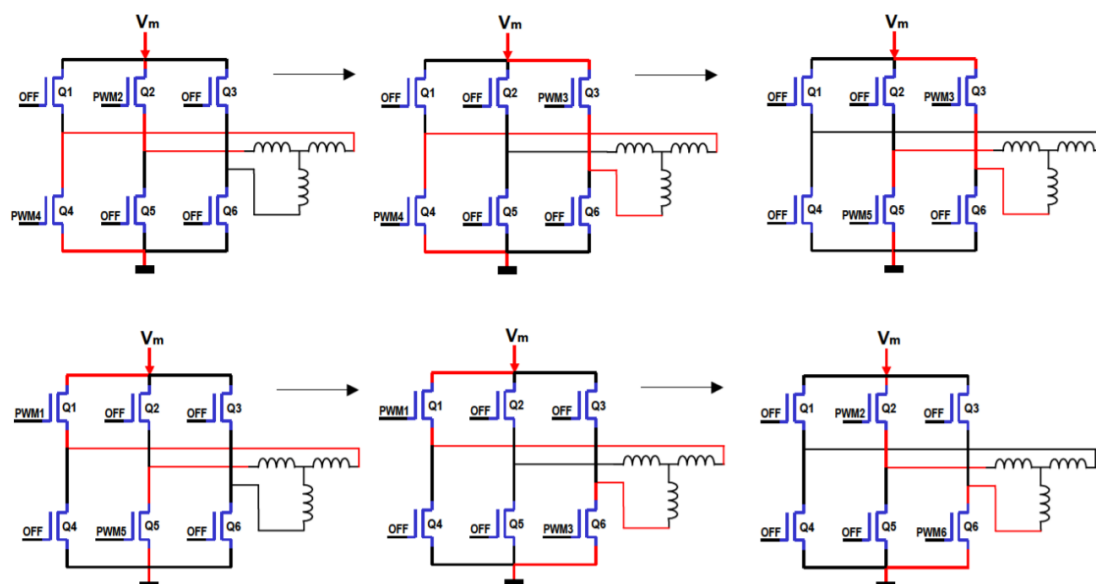 Vm Vm Vm
OFF Q1 PWM2 Q2 OFF Q3 OFF Q1 OFF Q2 PWM3 Q3 OFF Q1 OFF Q2 PWM3 Q3
PWM4 Q4 OFF Q5 OFF Q6 PWM4 Q4 OFF Q5 OFF Q6 OFF Q4 PWM5 Q5 OFF Q6
Vm Vm Vm
PWM1 Q1 OFF Q2 OFF Q3 PWM1 Q1 OFF Q2 OFF Q3 OFF Q1 PWM2 Q2 OFF Q3
OFF Q4 PWM5 Q5 OFF Q6 OFF Q4 OFF Q5 PWM3 Q6 OFF Q4 OFF Q5 PWM6 Q6